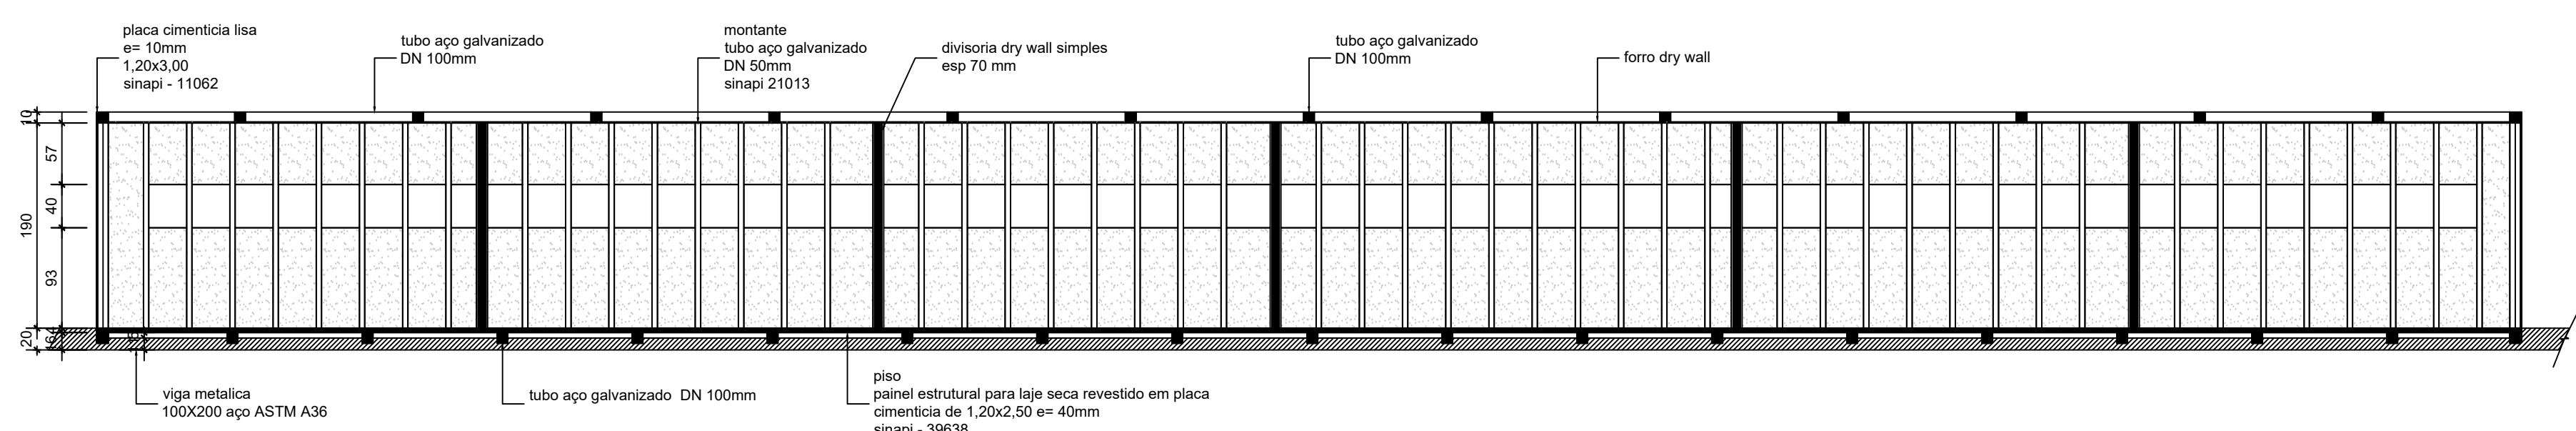 placa cimenticia lisa
e= 10mm
1,20x3,00
sinapi - 11062
tubo aço galvanizado
DN 100mm
montante
tubo aço galvanizado
DN 50mm
sinapi 21013
divisoria dry wall simples
esp 70 mm
tubo aço galvanizado
DN 100mm
forro dry wall
10
57
40
190
93
20
viga metalica
100X200 aço ASTM A36
tubo aço galvanizado DN 100mm
piso
painel estrutural para laje seca revestido em placa
cimenticia de 1,20x2,50 e= 40mm
sinapi - 39638